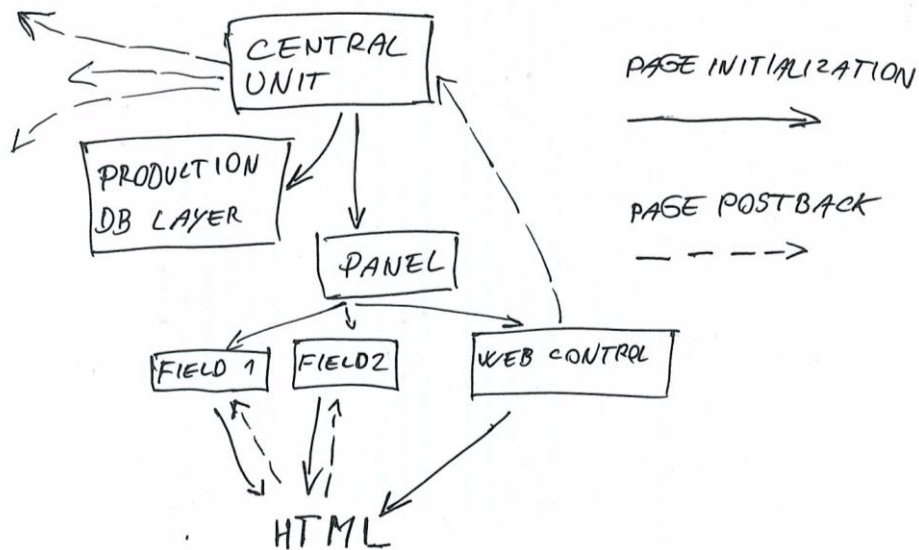 CENTRAL
UNIT
PAGE INITIALIZATION
PRODUCTION
DB LAYER
PAGE POSTBACK
PANEL
FIELD 1
FIELD2
WEB CONTROL
HTML